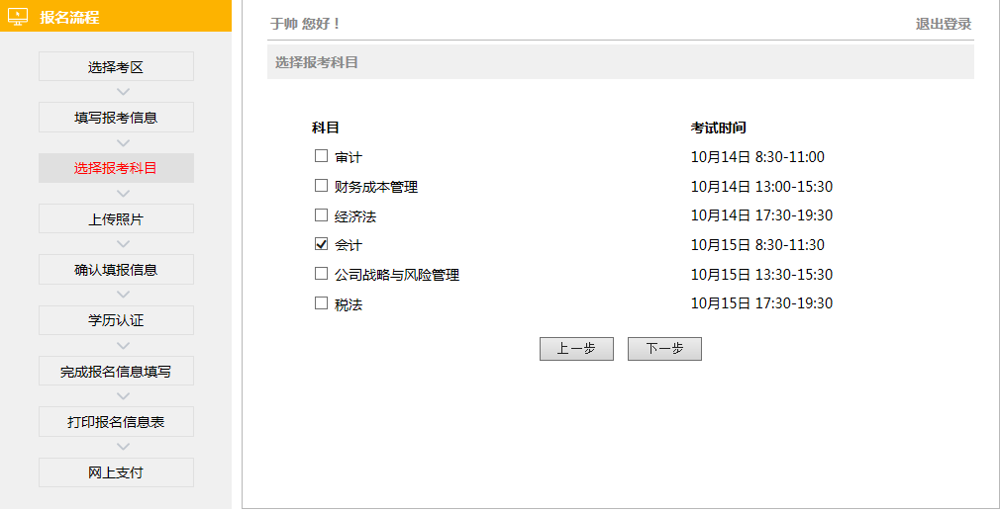 报名流程
选择考区
填写报考信息
选择报考科目
上传照片
确认填报信息
学历认证
完成报名信息填写
打印报名信息表
网上支付
于帅 您好！ 退出登录
选择报考科目
科目 考试时间
审计 10月14日 8:30-11:00
财务成本管理 10月14日 13:00-15:30
经济法 10月14日 17:30-19:30
会计 10月15日 8:30-11:30
公司战略与风险管理 10月15日 13:30-15:30
税法 10月15日 17:30-19:30
上一步 下一步